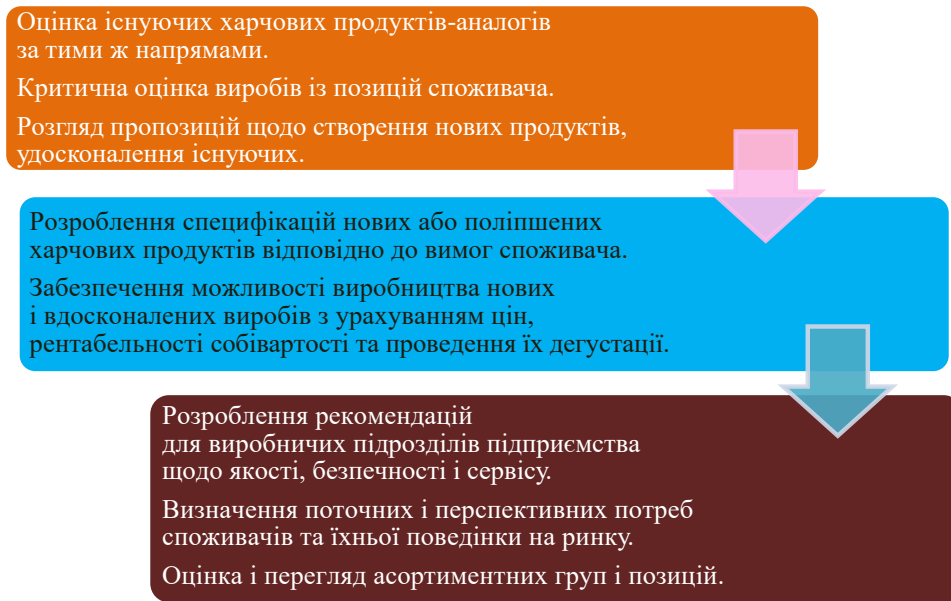 Оцінка існуючих харчових продуктів-аналогів
за тими ж напрямами.
Критична оцінка виробів із позицій споживача.
Розгляд пропозицій щодо створення нових продуктів,
удосконалення існуючих.
Розроблення специфікацій нових або поліпшених
харчових продуктів відповідно до вимог споживача.
Забезпечення можливості виробництва нових
і вдосконалених виробів з урахуванням цін,
рентабельності собівартості та проведення їх дегустації.
Розроблення рекомендацій
для виробничих підрозділів підприємства
щодо якості, безпечності і сервісу.
Визначення поточних і перспективних потреб
споживачів та їхньої поведінки на ринку.
Оцінка і перегляд асортиментних груп і позицій.